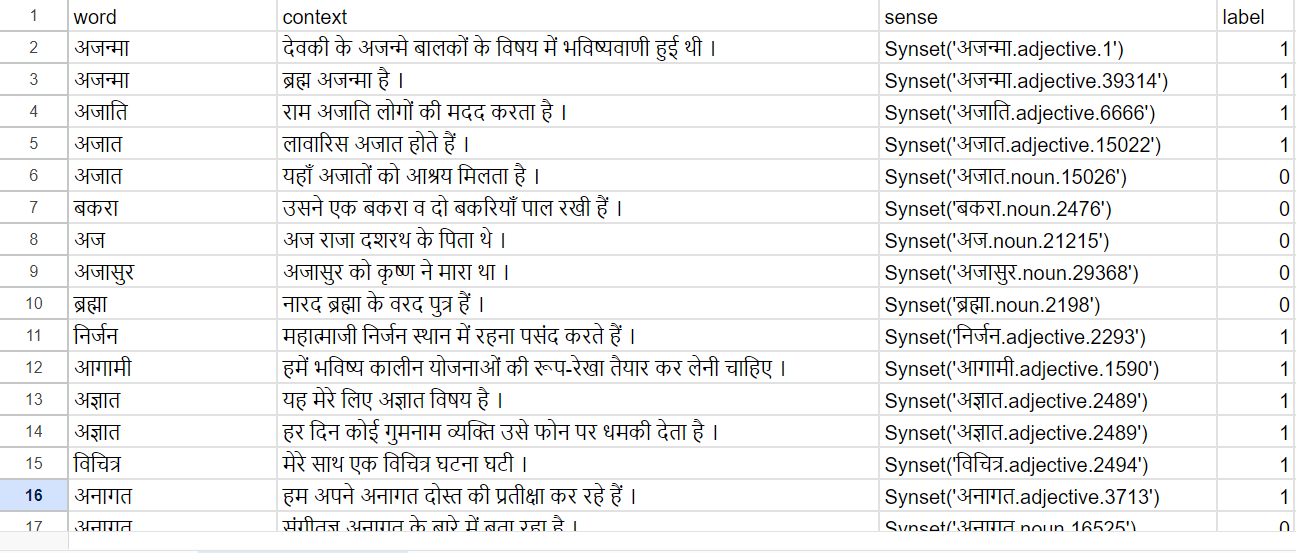 1 word context sense label
2 अजन्मा देवकी के अजन्मे बालकों के विषय में भविष्यवाणी हुई थी । Synset('अजन्मा.adjective.1') 1
3 अजन्मा ब्रह्म अजन्मा है । Synset('अजन्मा.adjective.39314') 1
4 अजाति राम अजाति लोगों की मदद करता है । Synset('अजाति.adjective.6666') 1
5 अजात लावारिस अजात होते हैं । Synset('अजात.adjective.15022') 1
6 अजात यहाँ अजातों को आश्रय मिलता है । Synset('अजात.noun.15026') 0
7 बकरा उसने एक बकरा व दो बकरियाँ पाल रखी हैं । Synset('बकरा.noun.2476') 0
8 अज अज राजा दशरथ के पिता थे । Synset('अज.noun.21215') 0
9 अजासुर अजासुर को कृष्ण ने मारा था । Synset('अजासुर.noun.29368') 0
10 ब्रह्मा नारद ब्रह्मा के वरद पुत्र हैं । Synset('ब्रह्मा.noun.2198') 0
11 निर्जन महात्माजी निर्जन स्थान में रहना पसंद करते हैं । Synset('निर्जन.adjective.2293') 1
12 आगामी हमें भविष्य कालीन योजनाओं की रूप-रेखा तैयार कर लेनी चाहिए । Synset('आगामी.adjective.1590') 1
13 अज्ञात यह मेरे लिए अज्ञात विषय है । Synset('अज्ञात.adjective.2489') 1
14 अज्ञात हर दिन कोई गुमनाम व्यक्ति उसे फोन पर धमकी देता है । Synset('अज्ञात.adjective.2489') 1
15 विचित्र मेरे साथ एक विचित्र घटना घटी । Synset('विचित्र.adjective.2494') 1
16 अनागत हम अपने अनागत दोस्त की प्रतीक्षा कर रहे हैं । Synset('अनागत.adjective.3713') 1
17 अनागत संगीतज्ञ अनागत के बारे में बता रहा है । Synset('अनागत.noun.16525') 0